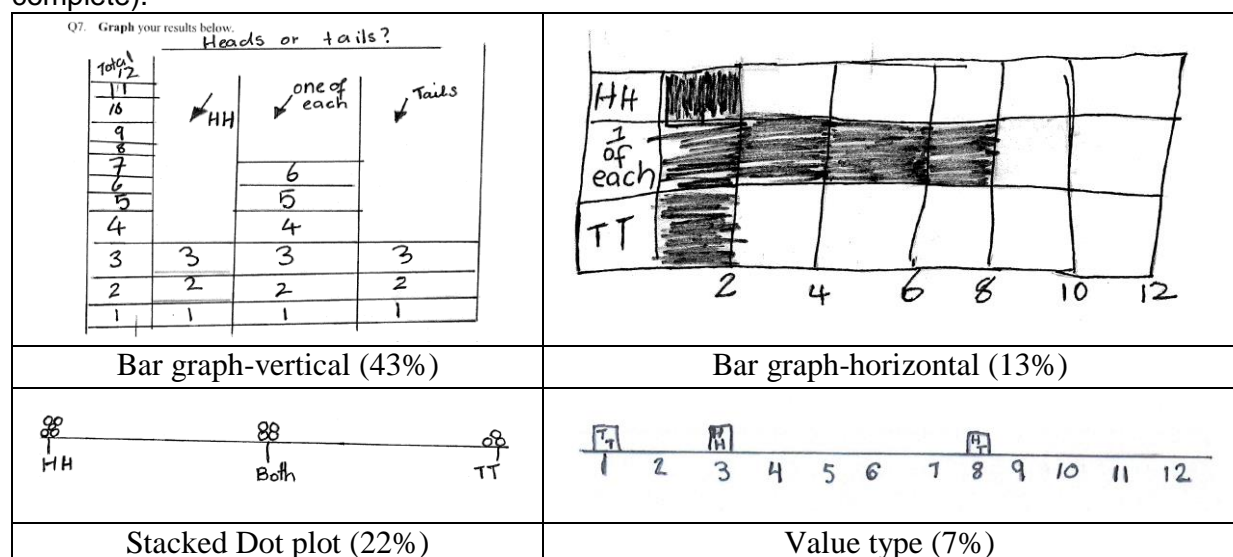 complete).
Q7. Graph your results below.
Heads or tails?
Total
12
11
10
9
8
7
6
5
4
3
2
1
HH
3
2
1
one of
each
6
5
4
3
2
1
Tails
3
2
1
HH
1
of
each
TT
2 4 6 8 10 12
Bar graph-vertical (43%)
Bar graph-horizontal (13%)
HH Both TT
TT HH HT
1 2 3 4 5 6 7 8 9 10 11 12
Stacked Dot plot (22%)
Value type (7%)